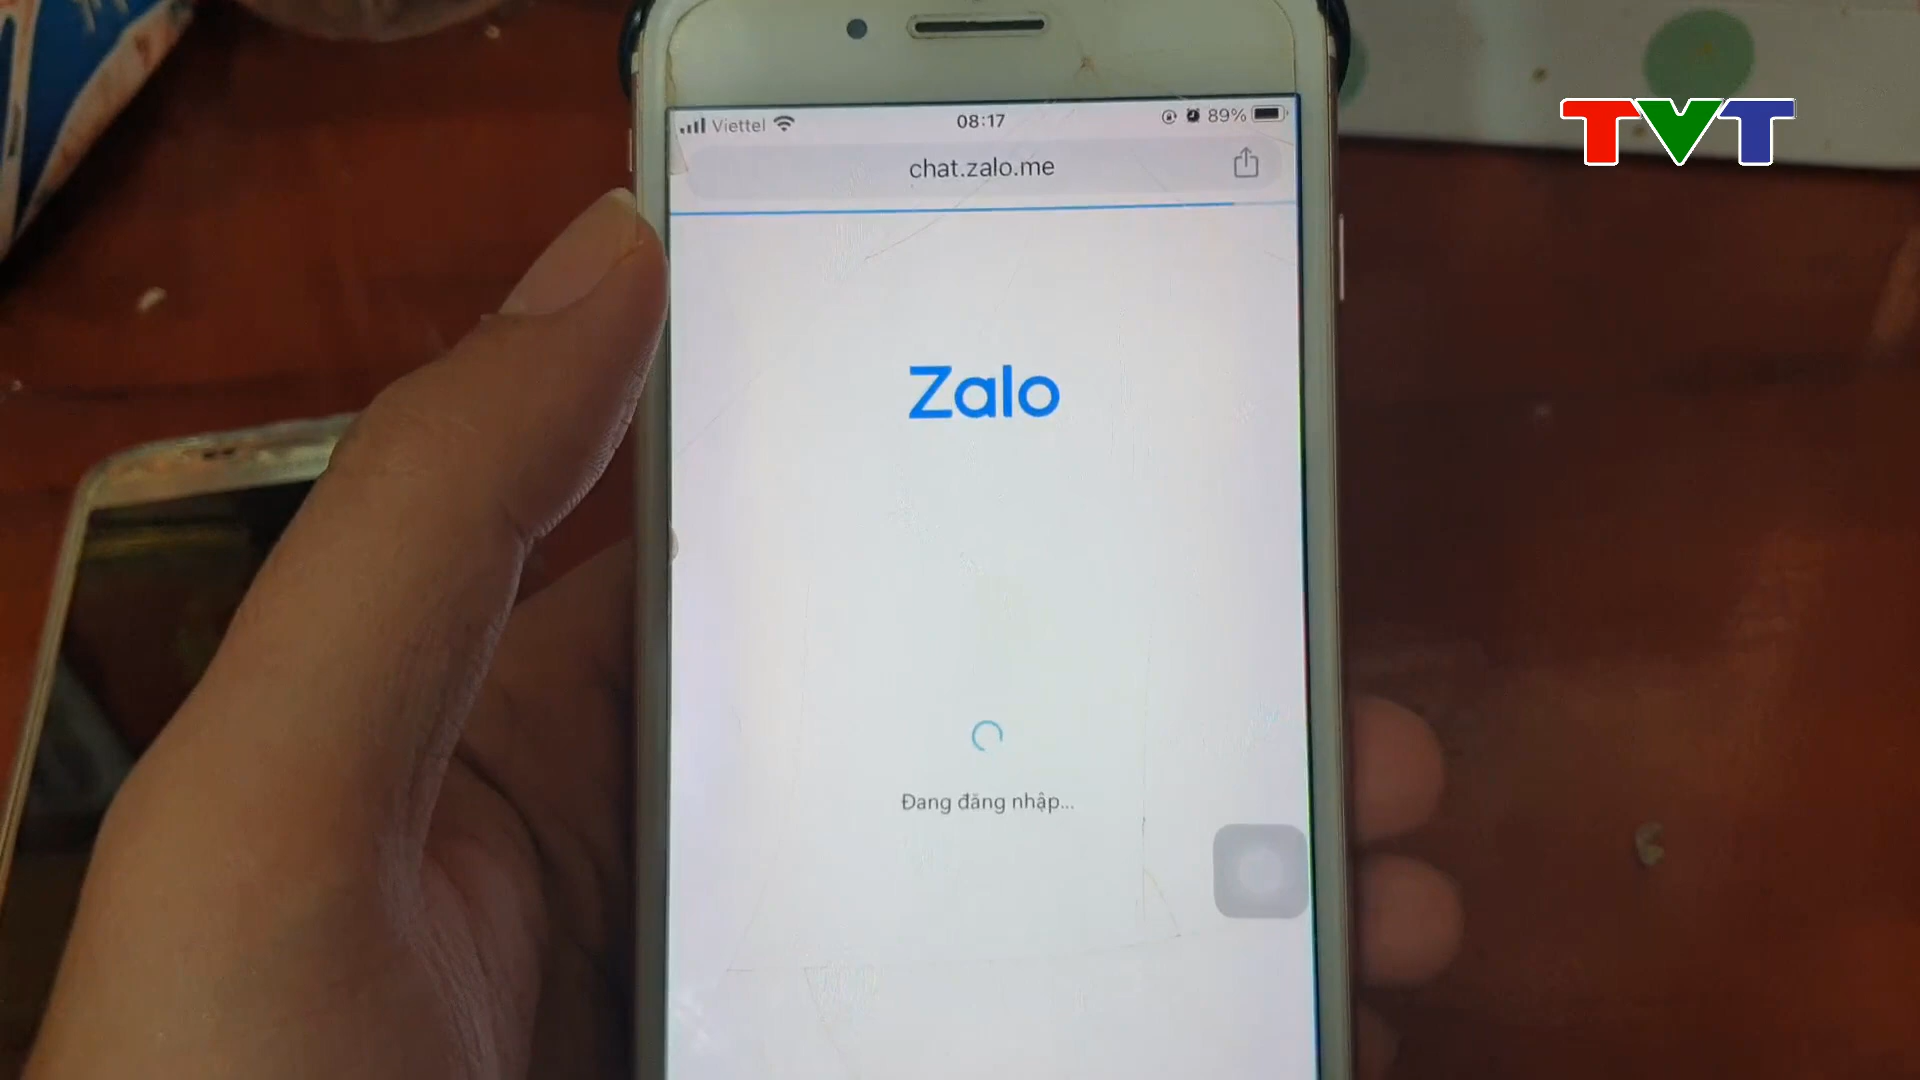 TVT
Viettel 08:17 89%
chat.zalo.me
Zalo
Đang đăng nhập...